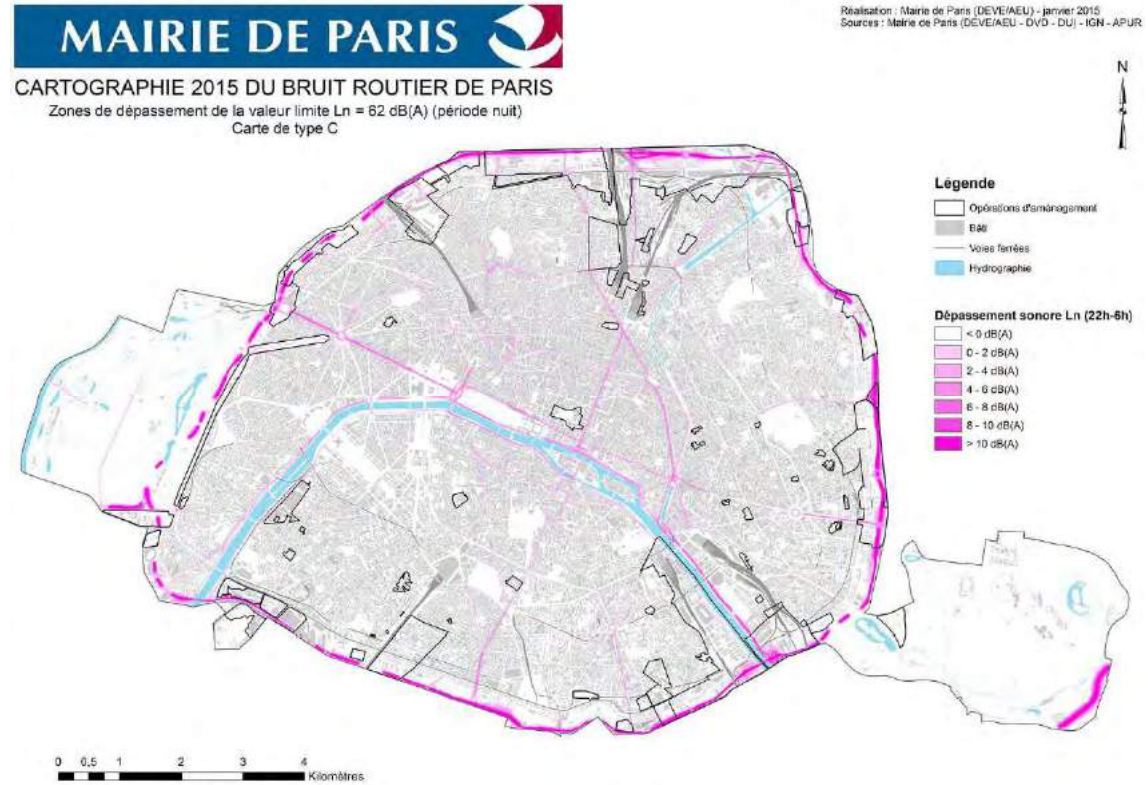 MAIRIE DE PARIS
Réalisation : Mairie de Paris (DEVE/AEU) - janvier 2015
Sources : Mairie de Paris (DEVE/AEU - DVD - DU) - IGN - APUR
CARTOGRAPHIE 2015 DU BRUIT ROUTIER DE PARIS
Zones de dépassement de la valeur limite Ln = 62 dB(A) (période nuit)
Carte de type C
N
Légende
Opérations d'aménagement
Bâti
Voies ferrées
Hydrographie
Dépassement sonore Ln (22h-6h)
< 0 dB(A)
0 - 2 dB(A)
2 - 4 dB(A)
4 - 6 dB(A)
6 - 8 dB(A)
8 - 10 dB(A)
> 10 dB(A)
0 0,5 1 2 3 4
Kilomètres